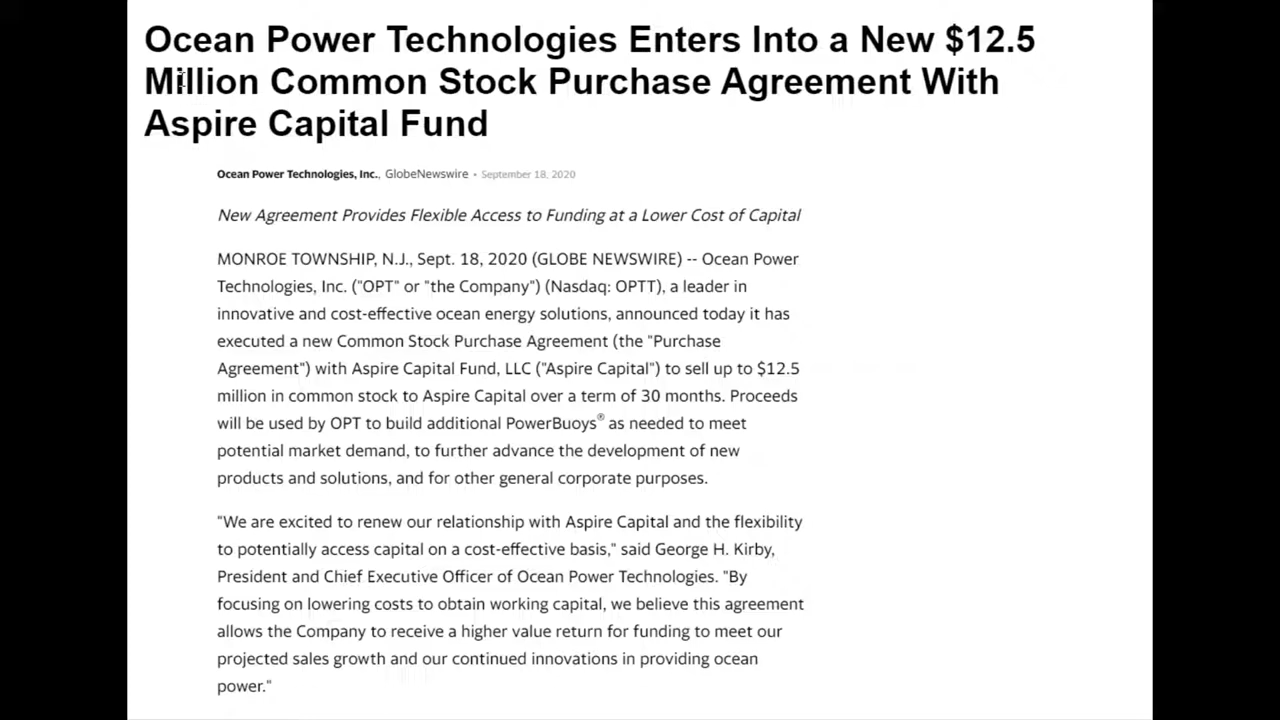 Ocean Power Technologies Enters Into a New $12.5
Million Common Stock Purchase Agreement With
Aspire Capital Fund
Ocean Power Technologies, Inc., GlobeNewswire • September 18, 2020
New Agreement Provides Flexible Access to Funding at a Lower Cost of Capital
MONROE TOWNSHIP, N.J., Sept. 18, 2020 (GLOBE NEWSWIRE) -- Ocean Power
Technologies, Inc. ("OPT" or "the Company") (Nasdaq: OPTT), a leader in
innovative and cost-effective ocean energy solutions, announced today it has
executed a new Common Stock Purchase Agreement (the "Purchase
Agreement") with Aspire Capital Fund, LLC ("Aspire Capital") to sell up to $12.5
million in common stock to Aspire Capital over a term of 30 months. Proceeds
will be used by OPT to build additional PowerBuoys® as needed to meet
potential market demand, to further advance the development of new
products and solutions, and for other general corporate purposes.
"We are excited to renew our relationship with Aspire Capital and the flexibility
to potentially access capital on a cost-effective basis," said George H. Kirby,
President and Chief Executive Officer of Ocean Power Technologies. "By
focusing on lowering costs to obtain working capital, we believe this agreement
allows the Company to receive a higher value return for funding to meet our
projected sales growth and our continued innovations in providing ocean
power."